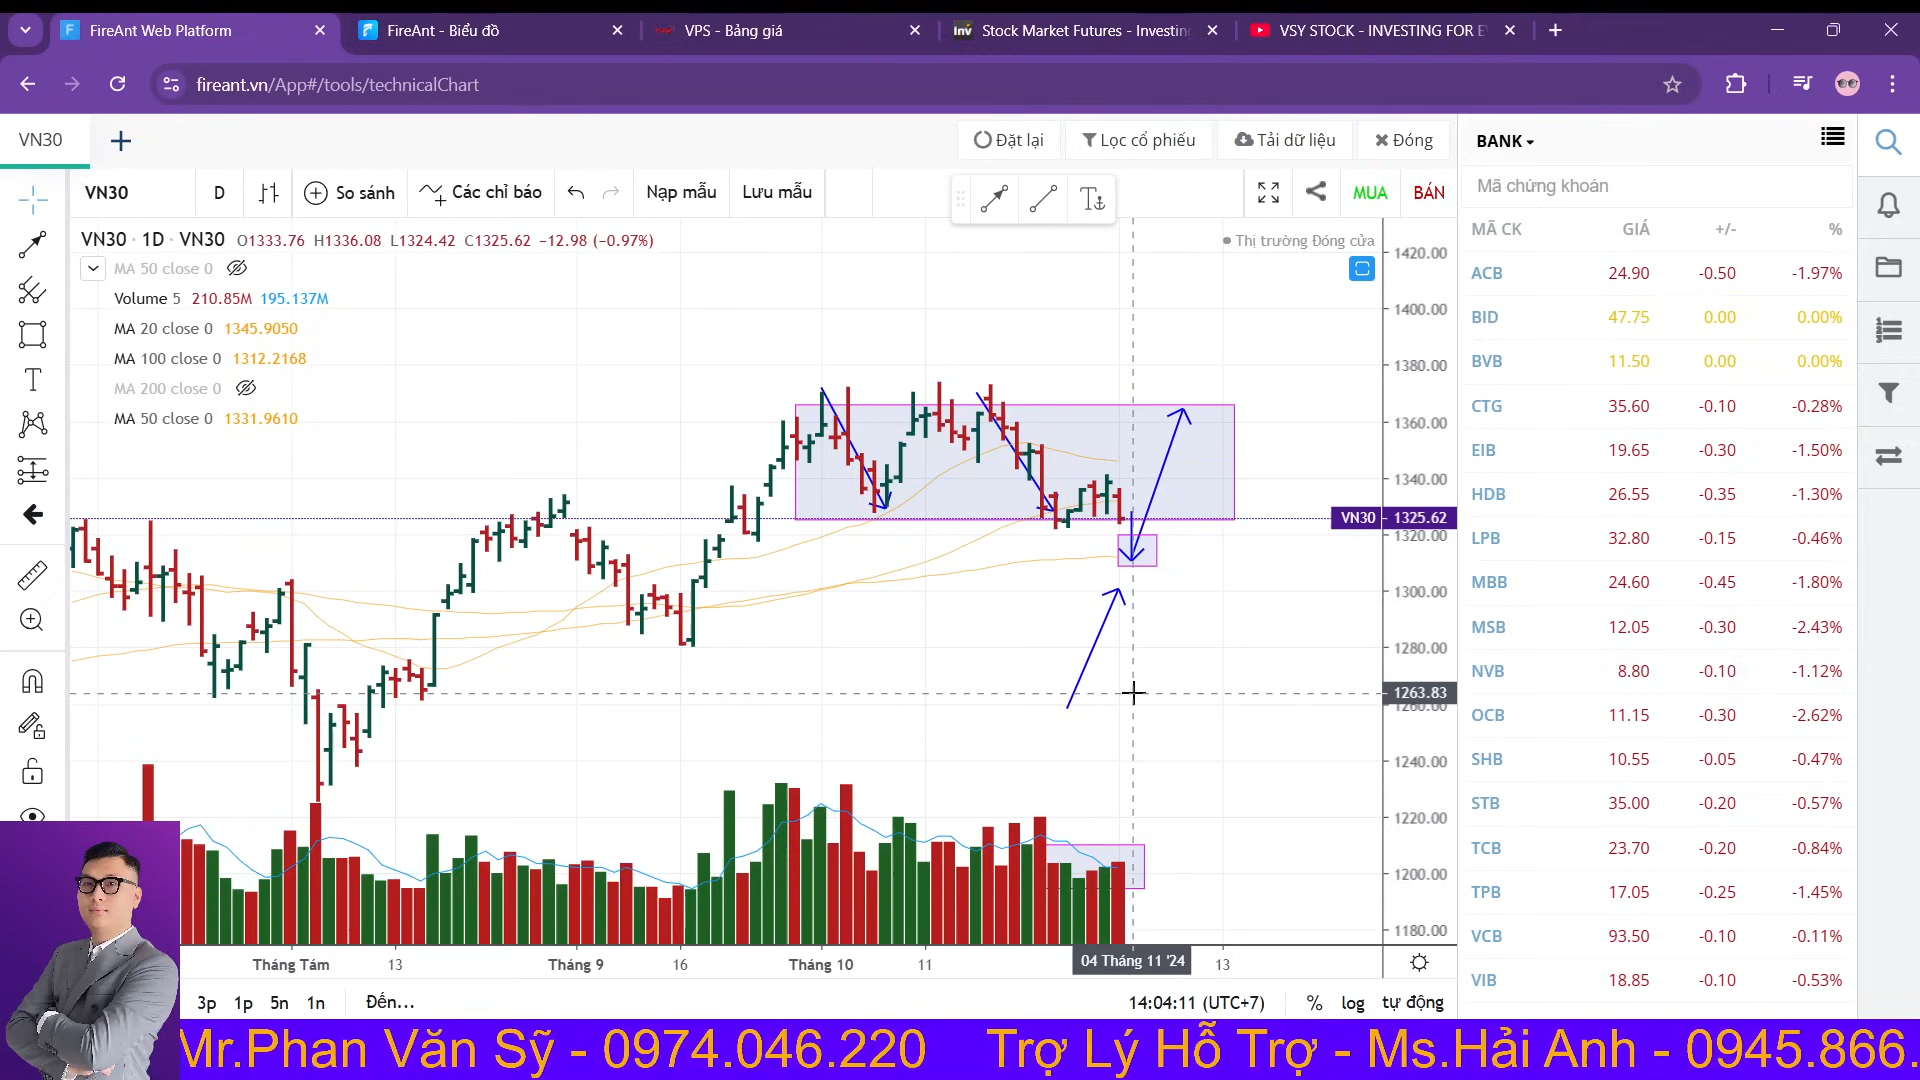 FireAnt Web Platform
FireAnt - Biểu đồ
VPS - Bảng giá
Stock Market Futures - Investing
VSY STOCK - INVESTING FOR E
fireant.vn/App#/tools/technicalChart
VN30
Đặt lại
Lọc cổ phiếu
Tải dữ liệu
Đóng
BANK
VN30
D
So sánh
Các chỉ báo
Nạp mẫu
Lưu mẫu
MUA
BÁN
Mã chứng khoán
VN30 · 1D · VN30 O1333.76 H1336.08 L1324.42 C1325.62 −12.98 (−0.97%)
Thị trường Đóng cửa
MA 50 close 0
Volume 5 210.85M 195.137M
MA 20 close 0 1345.9050
MA 100 close 0 1312.2168
MA 200 close 0
MA 50 close 0 1331.9610
1420.00
1400.00
1380.00
1360.00
1340.00
VN30 1325.62
1320.00
1300.00
1280.00
1263.83
1260.00
1240.00
1220.00
1200.00
1180.00
MÃ CK GIÁ +/- %
ACB 24.90 -0.50 -1.97%
BID 47.75 0.00 0.00%
BVB 11.50 0.00 0.00%
CTG 35.60 -0.10 -0.28%
EIB 19.65 -0.30 -1.50%
HDB 26.55 -0.35 -1.30%
LPB 32.80 -0.15 -0.46%
MBB 24.60 -0.45 -1.80%
MSB 12.05 -0.30 -2.43%
NVB 8.80 -0.10 -1.12%
OCB 11.15 -0.30 -2.62%
SHB 10.55 -0.05 -0.47%
STB 35.00 -0.20 -0.57%
TCB 23.70 -0.20 -0.84%
TPB 17.05 -0.25 -1.45%
VCB 93.50 -0.10 -0.11%
VIB 18.85 -0.10 -0.53%
Tháng Tám 13 Tháng 9 16 Tháng 10 11 04 Tháng 11 '24 13
3p 1p 5n 1n Đến... 14:04:11 (UTC+7) % log tự động
Mr.Phan Văn Sỹ - 0974.046.220 Trợ Lý Hỗ Trợ - Ms.Hải Anh - 0945.866.